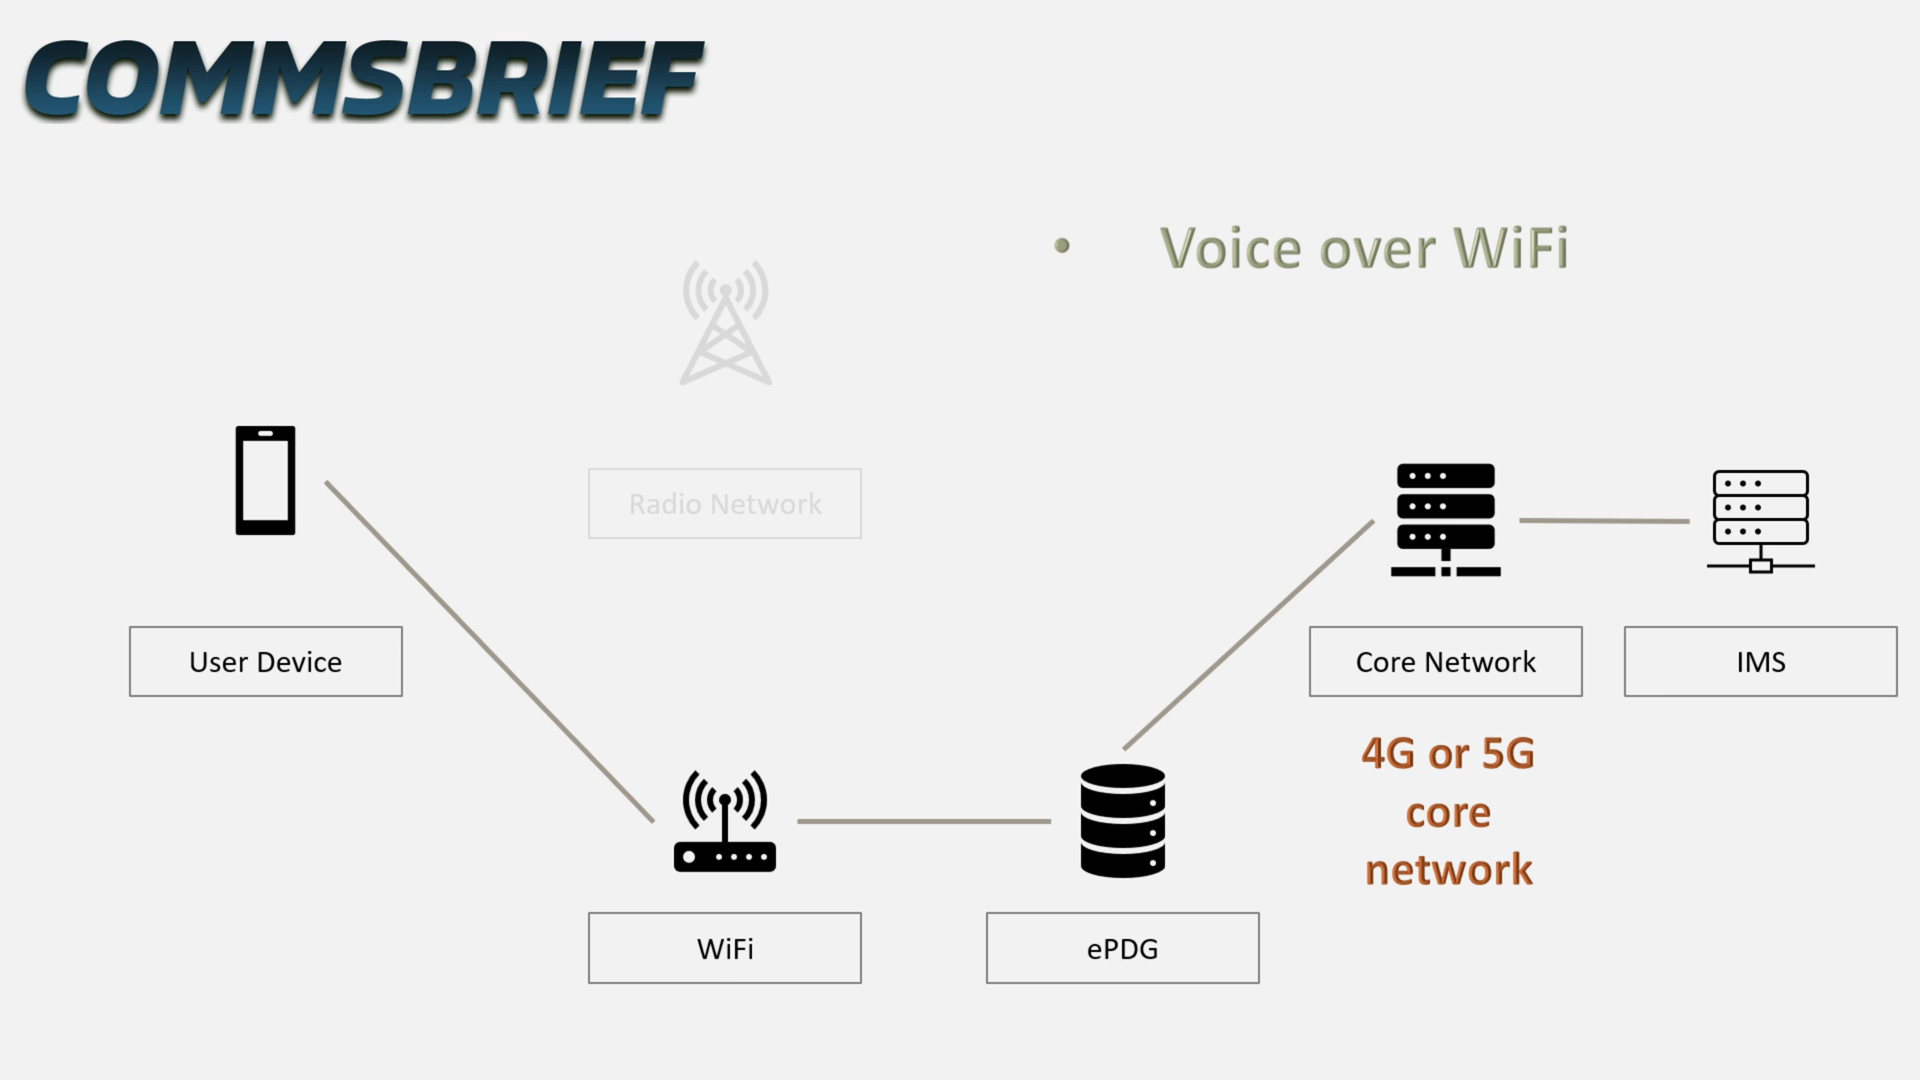 COMMSBRIEF
• Voice over WiFi
Radio Network
User Device
Core Network
IMS
4G or 5G
core
network
WiFi
ePDG